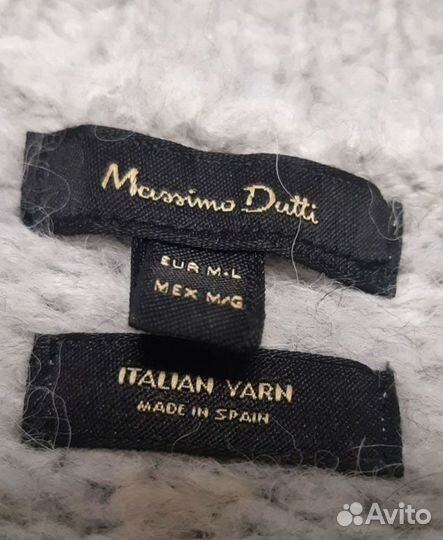 Massimo Dutti
EUR M-L
MEX M/G
ITALIAN YARN
MADE IN SPAIN
Avito